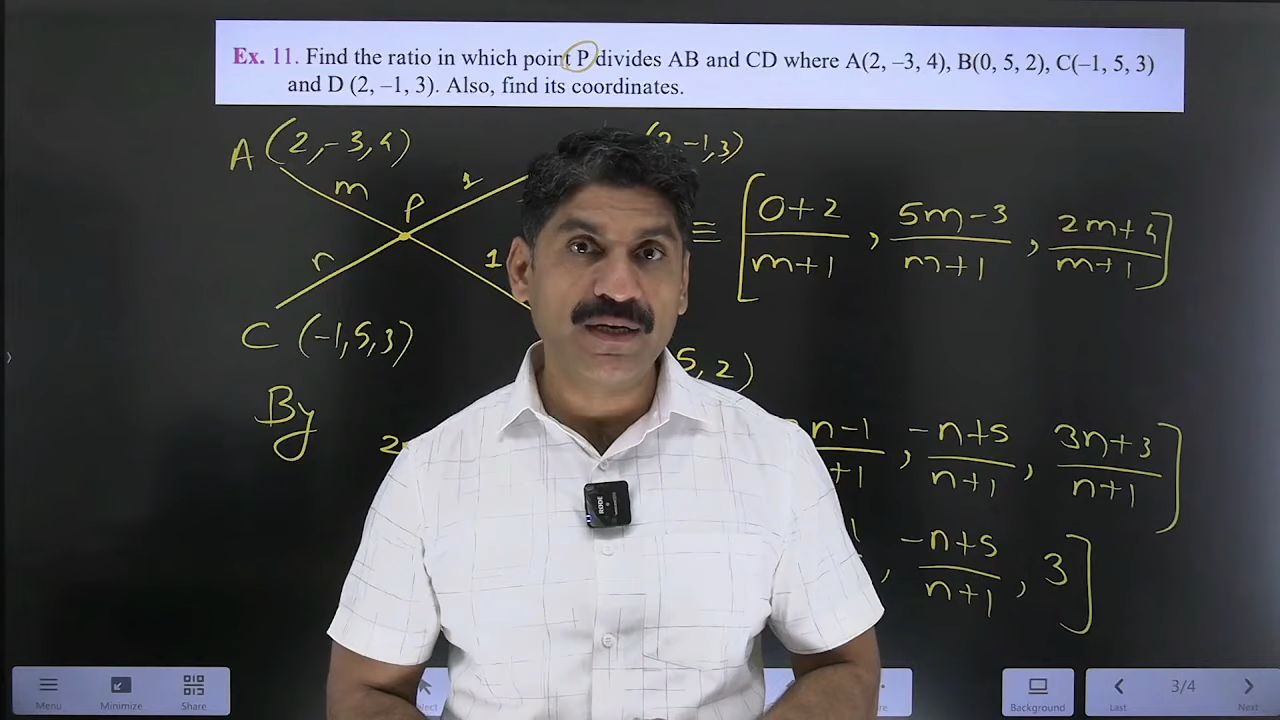 Ex. 11. Find the ratio in which point P divides AB and CD where A(2, –3, 4), B(0, 5, 2), C(–1, 5, 3)
and D (2, –1, 3). Also, find its coordinates.
A (2,-3,4)
-1,3)
m
1
P
≡ [ 0+2/m+1 , 5m-3/m+1 , 2m+4/m+1 ]
n
1
C (-1,5,3)
5, 2)
By
n-1/+1 , -n+5/n+1 , 3n+3/n+1 ]
, -n+5/n+1 , 3 ]
RODE
Menu
Minimize
Share
Background
Last
3/4
Next